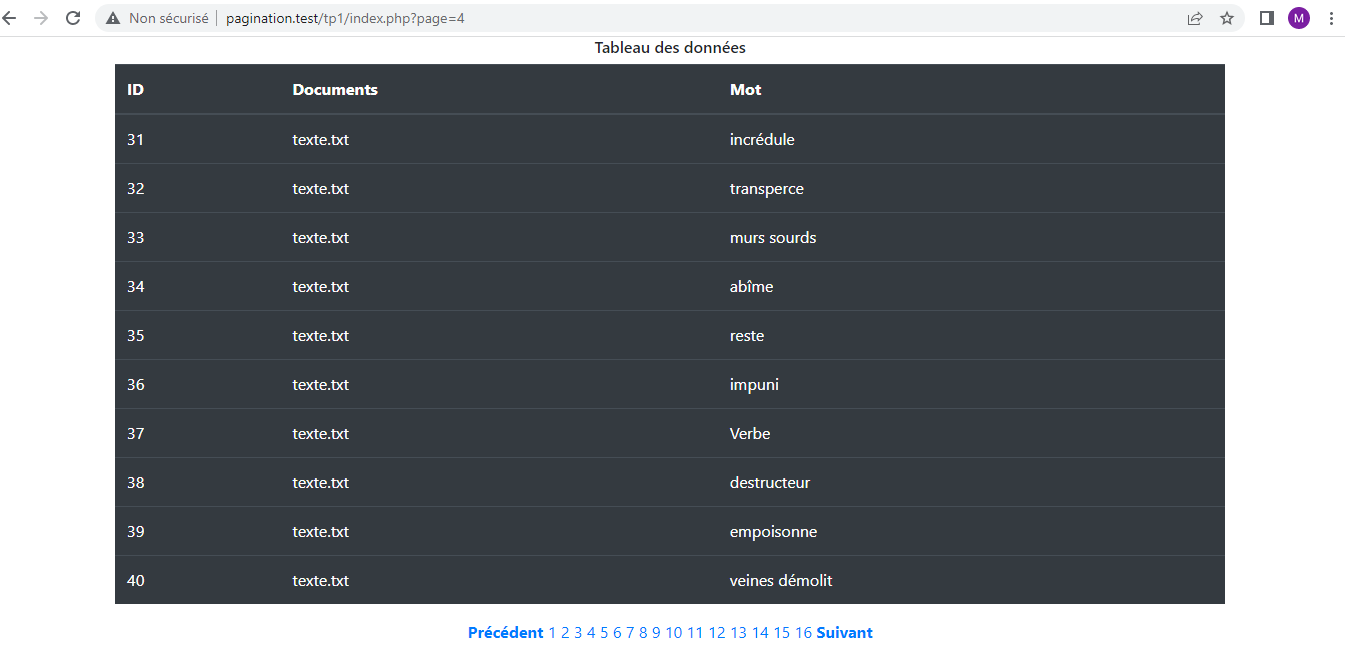 Non sécurisé pagination.test/tp1/index.php?page=4 M
Tableau des données
ID Documents Mot
31 texte.txt incrédule
32 texte.txt transperce
33 texte.txt murs sourds
34 texte.txt abîme
35 texte.txt reste
36 texte.txt impuni
37 texte.txt Verbe
38 texte.txt destructeur
39 texte.txt empoisonne
40 texte.txt veines démolit
Précédent 1 2 3 4 5 6 7 8 9 10 11 12 13 14 15 16 Suivant